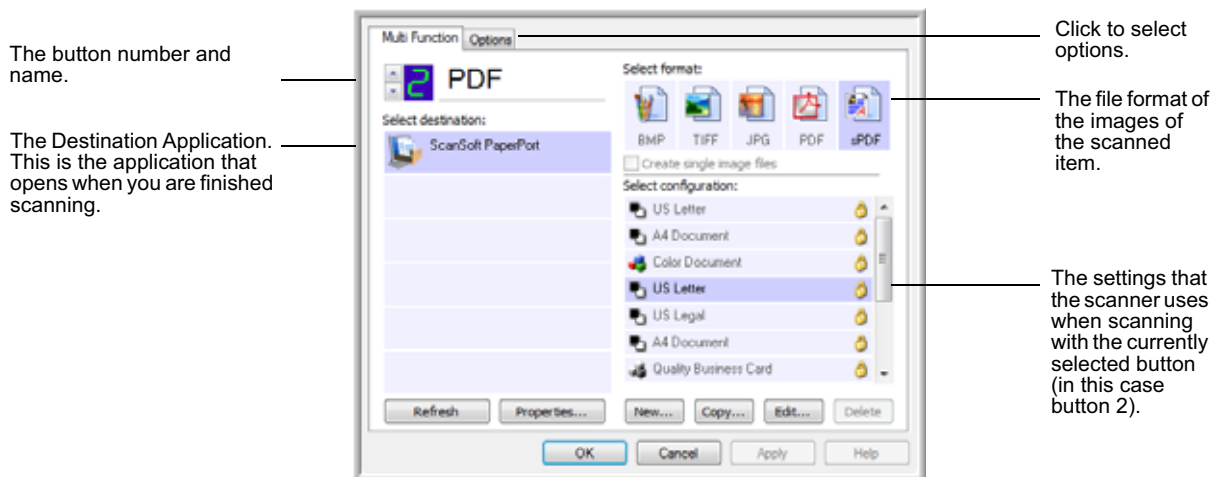 The button number and
name.
The Destination Application.
This is the application that
opens when you are finished
scanning.
Multi Function
Options
2
PDF
Select destination:
ScanSoft PaperPort
Refresh
Properties...
Select format:
BMP
TIFF
JPG
PDF
sPDF
Create single image files
Select configuration:
US Letter
A4 Document
Color Document
US Letter
US Legal
A4 Document
Quality Business Card
New...
Copy...
Edit...
Delete
OK
Cancel
Apply
Help
Click to select
options.
The file format of
the images of
the scanned
item.
The settings that
the scanner uses
when scanning
with the currently
selected button
(in this case
button 2).